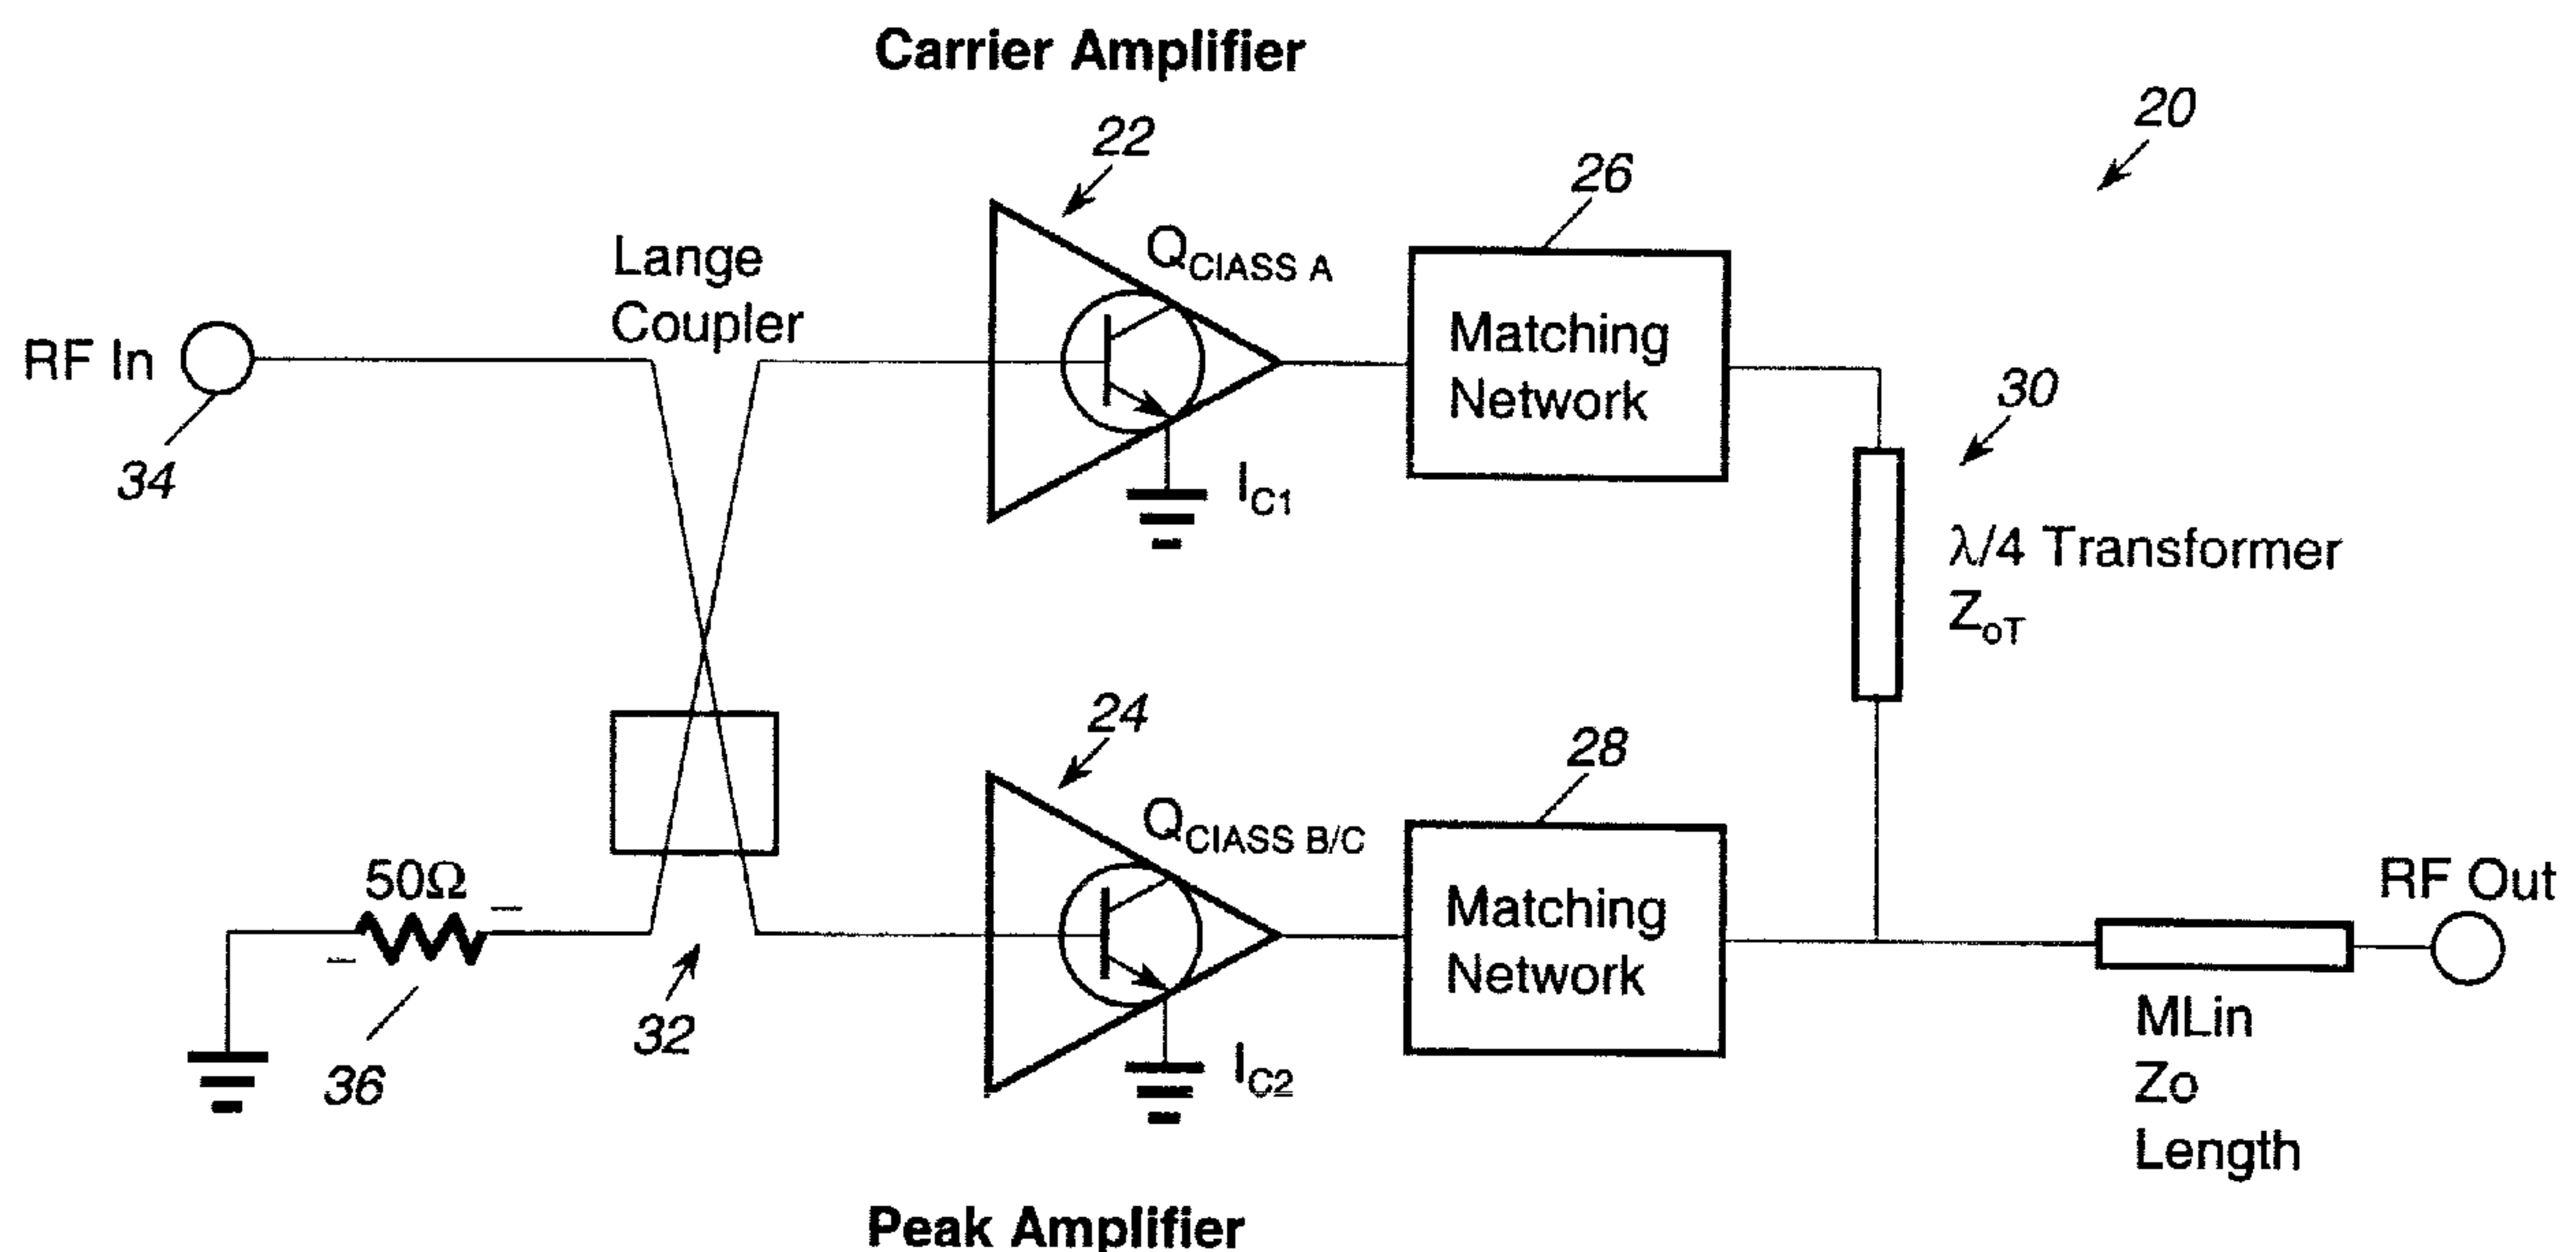 Carrier Amplifier
20
22
26
Lange
Coupler
QClASS A
RF In
34
Matching
Network
30
IC1
λ/4 Transformer
ZoT
24
28
QClASS B/C
50Ω
RF Out
Matching
Network
32
36
IC2
MLin
Zo
Length
Peak Amplifier